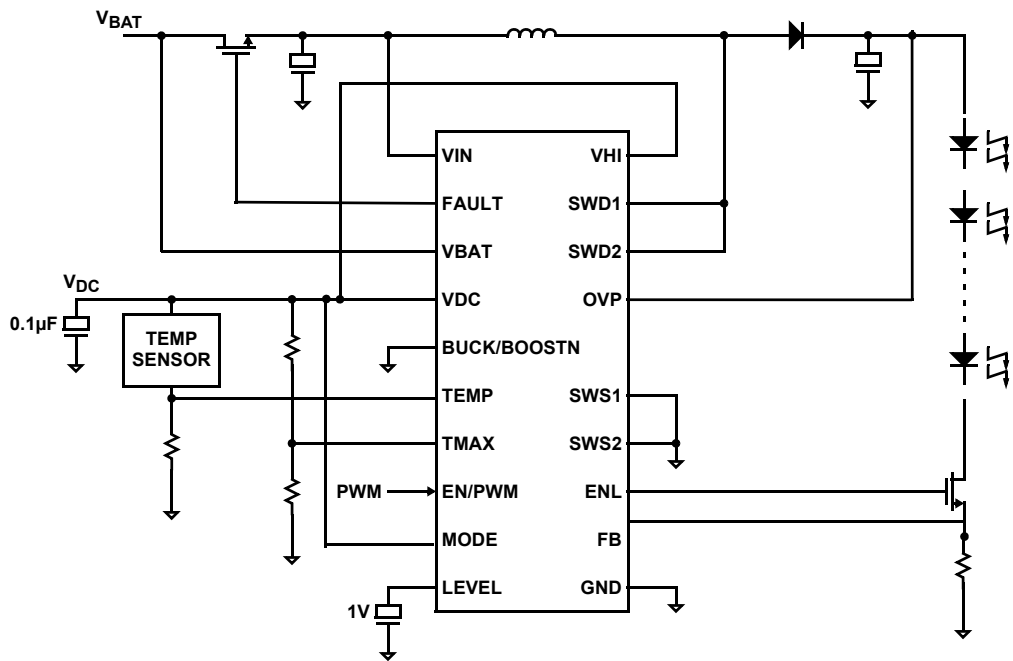 VBAT
VIN
VHI
FAULT
SWD1
VBAT
SWD2
VDC
VDC
OVP
0.1µF
TEMP
SENSOR
BUCK/BOOSTN
TEMP
SWS1
TMAX
SWS2
PWM
EN/PWM
ENL
MODE
FB
LEVEL
GND
1V